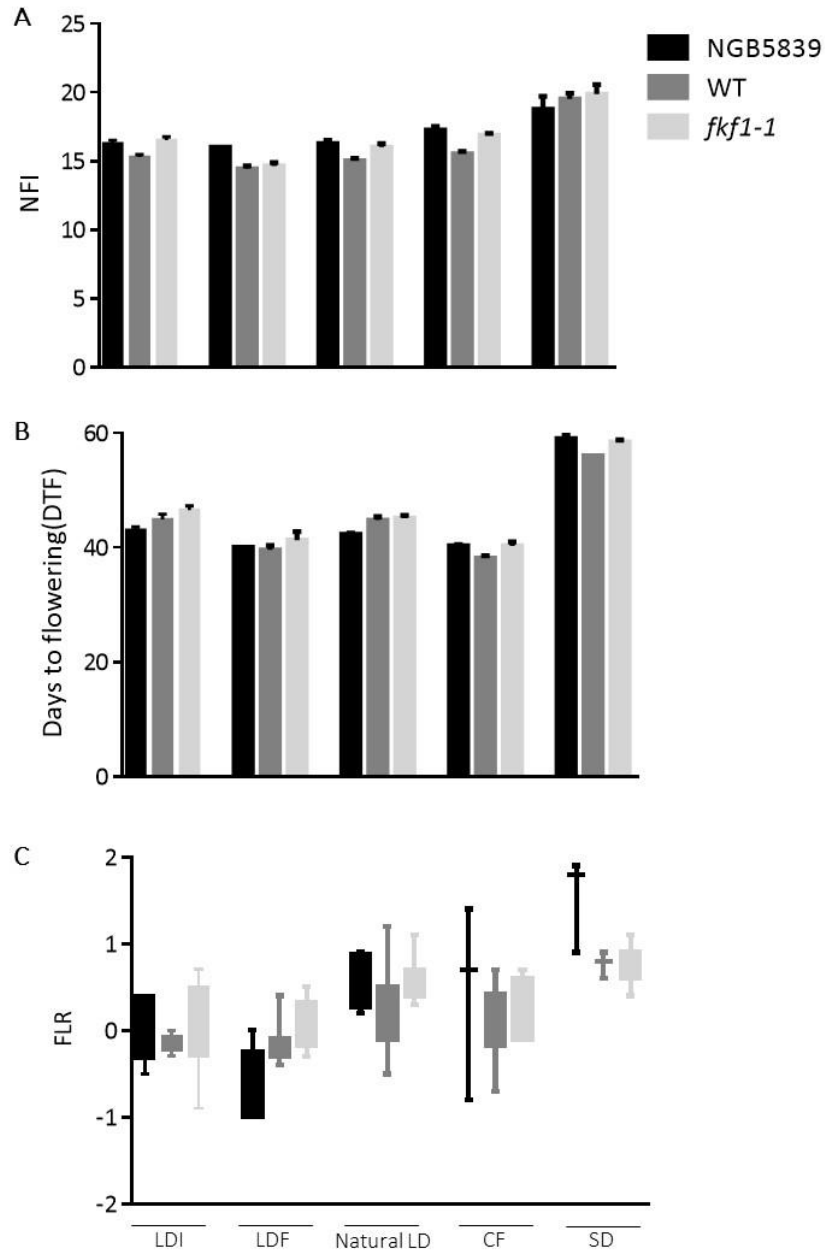 A
NFI
25
20
15
10
5
0
NGB5839
WT
fkf1-1
B
Days to flowering(DTF)
60
40
20
0
C
FLR
2
1
0
-1
-2
LDI
LDF
Natural LD
CF
SD